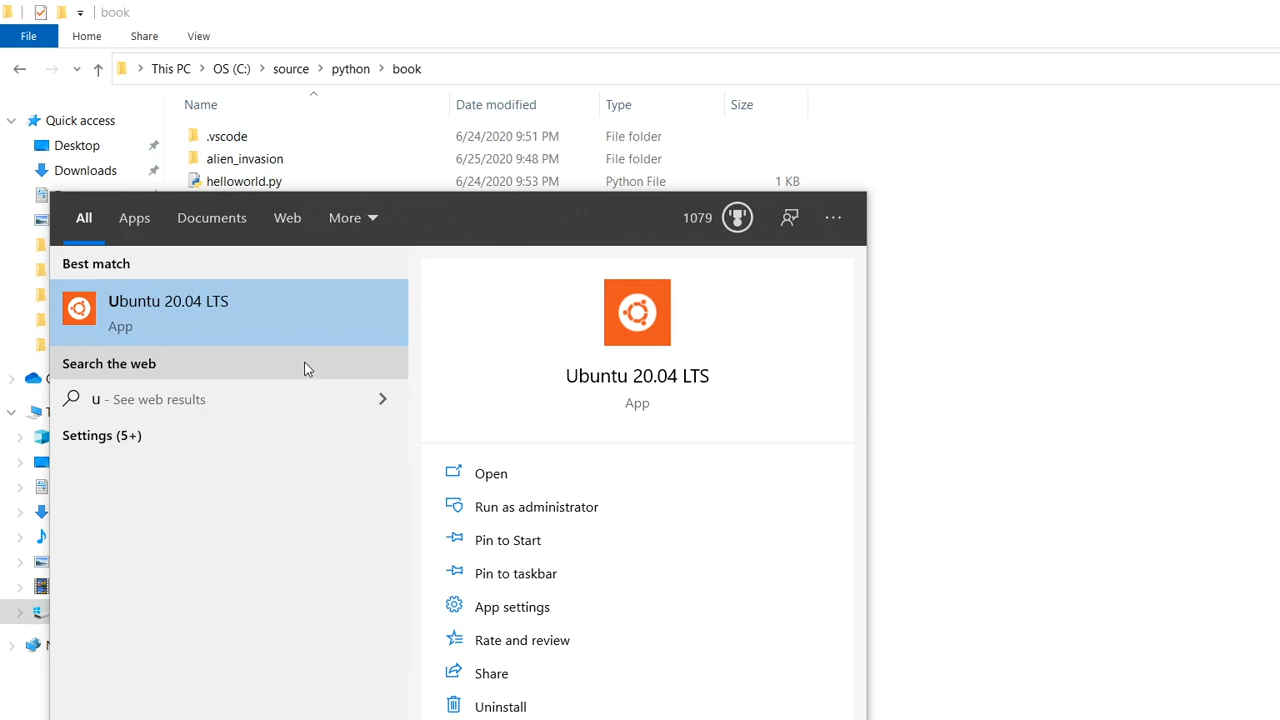 book
File Home Share View
This PC OS (C:) source python book
Name Date modified Type Size
Quick access
Desktop
Downloads
.vscode 6/24/2020 9:51 PM File folder
alien_invasion 6/25/2020 9:48 PM File folder
helloworld.py 6/24/2020 9:53 PM Python File 1 KB
All Apps Documents Web More 1079
Best match
Ubuntu 20.04 LTS
App
Search the web
u - See web results
Settings (5+)
Ubuntu 20.04 LTS
App
Open
Run as administrator
Pin to Start
Pin to taskbar
App settings
Rate and review
Share
Uninstall